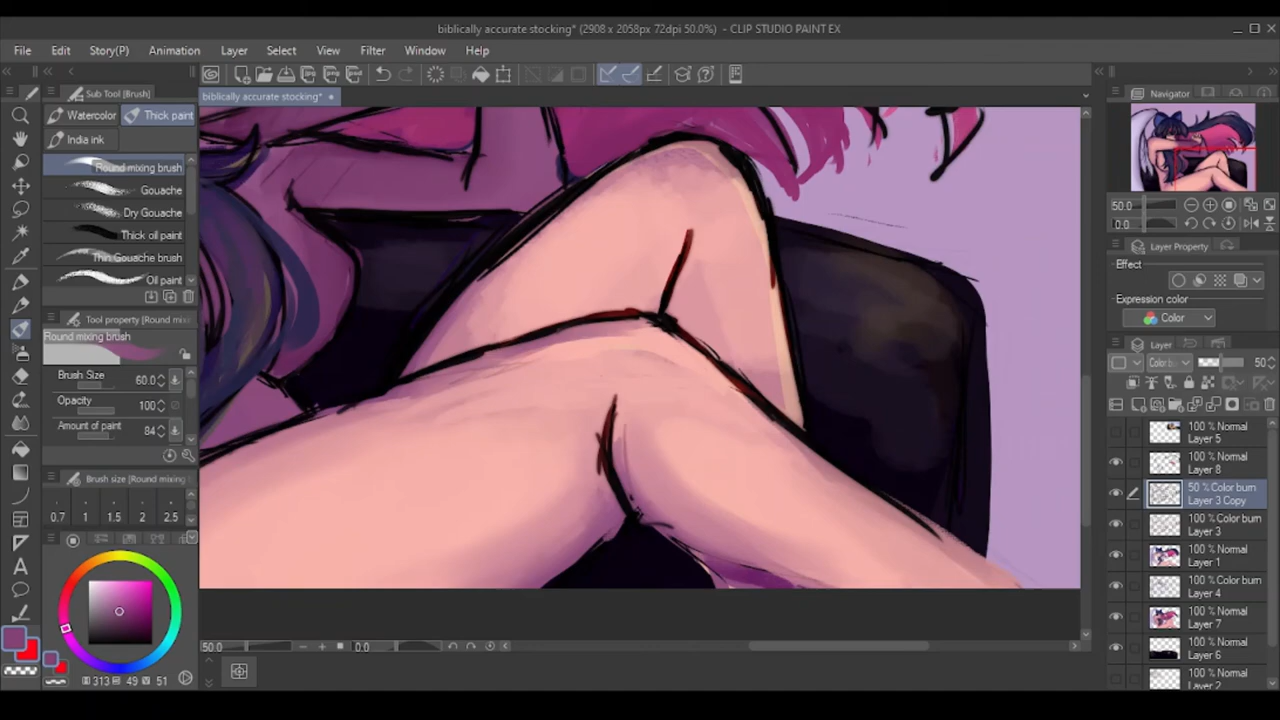 biblically accurate stocking* (2908 x 2058px 72dpi 50.0%) - CLIP STUDIO PAINT EX
File Edit Story(P) Animation Layer Select View Filter Window Help
Sub Tool [Brush]
biblically accurate stocking*
Navigator
Watercolor
Thick paint
India ink
Round mixing brush
Gouache
Dry Gouache
Thick oil paint
Thin Gouache brush
Oil paint
50.0
0.0
Layer Property
Effect
Expression color
Color
Tool property [Round mixi
Round mixing brush
Brush Size 60.0
Opacity 100
Amount of paint 84
Layer
Color b
50
100 % Normal
Layer 5
100 % Normal
Layer 8
50 % Color burn
Layer 3 Copy
100 % Color burn
Layer 3
100 % Normal
Layer 1
100 % Color burn
Layer 4
100 % Normal
Layer 7
100 % Normal
Layer 6
100 % Normal
Layer 2
Brush size [Round mixing
0.7 1 1.5 2 2.5
50.0
0.0
313 49 51